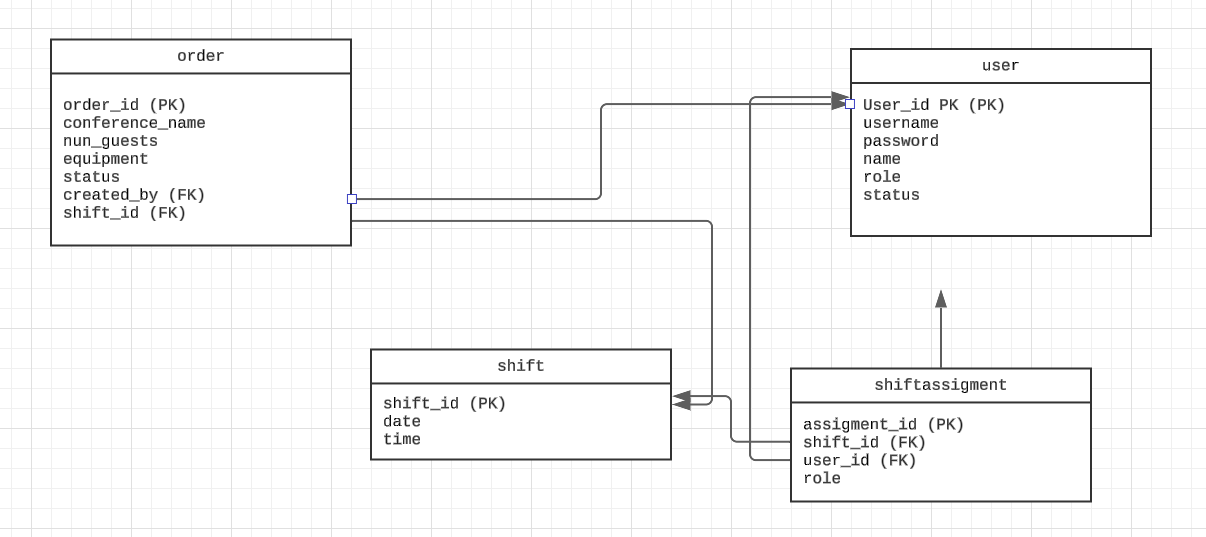 order
order_id (PK)
conference_name
nun_guests
equipment
status
created_by (FK)
shift_id (FK)
user
User_id PK (PK)
username
password
name
role
status
shift
shift_id (PK)
date
time
shiftassigment
assigment_id (PK)
shift_id (FK)
user_id (FK)
role